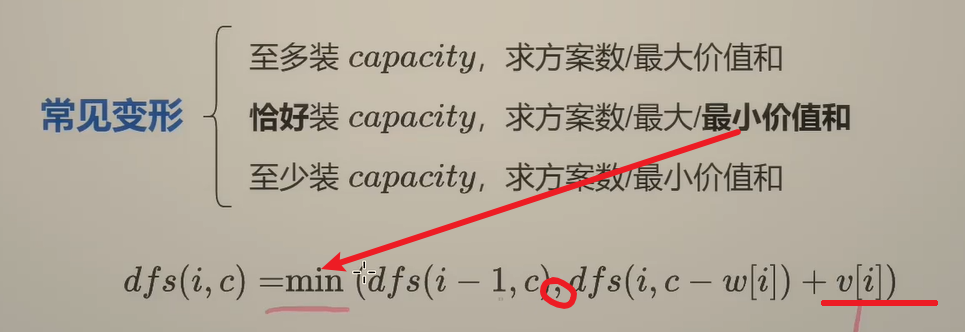 常见变形
至多装 capacity，求方案数/最大价值和
恰好装 capacity，求方案数/最大/最小价值和
至少装 capacity，求方案数/最小价值和
dfs(i, c) =min (dfs(i − 1, c), dfs(i, c − w[i]) + v[i])